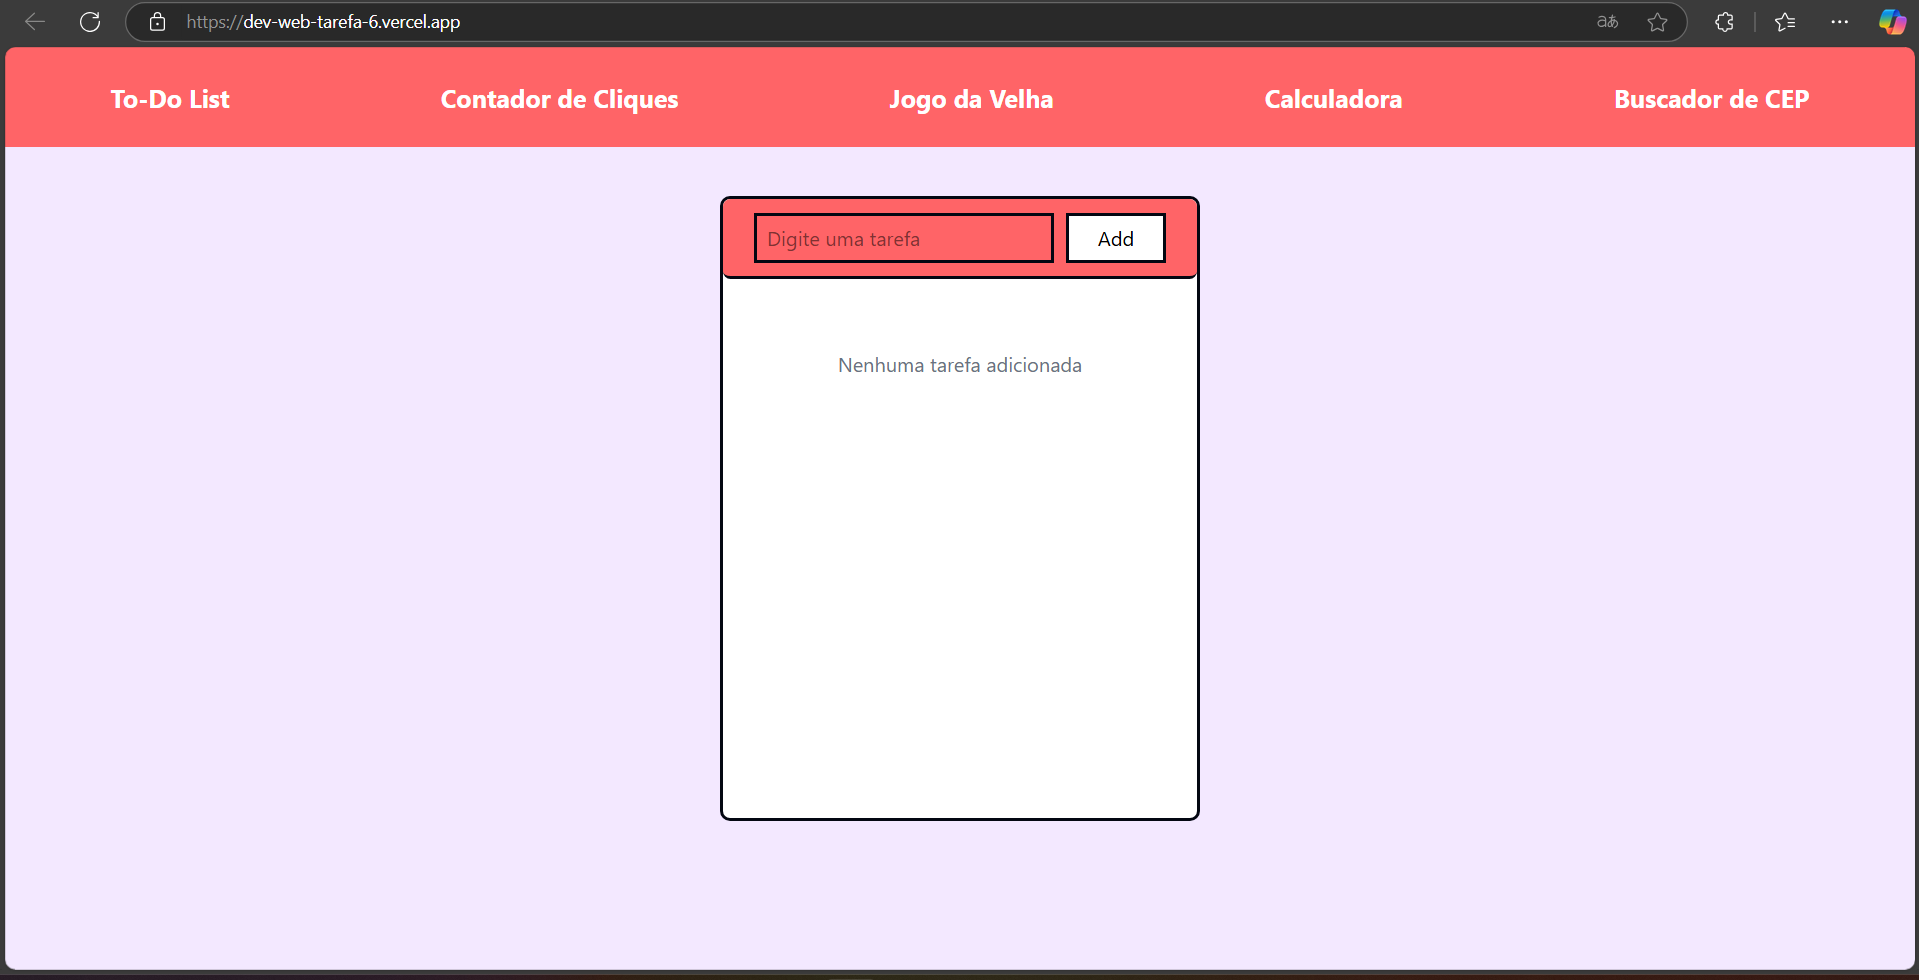 https://dev-web-tarefa-6.vercel.app
To-Do List Contador de Cliques Jogo da Velha Calculadora Buscador de CEP
Digite uma tarefa Add
Nenhuma tarefa adicionada